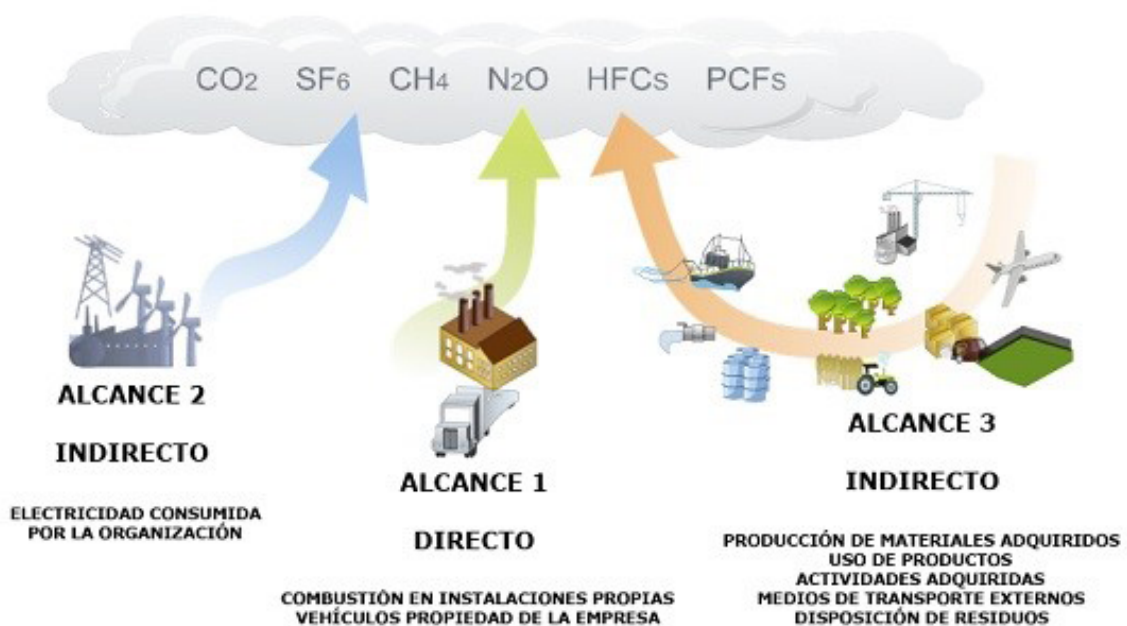 CO2 SF6 CH4 N2O HFCs PCFs
ALCANCE 2
INDIRECTO
ELECTRICIDAD CONSUMIDA
POR LA ORGANIZACIÓN
ALCANCE 1
DIRECTO
COMBUSTIÓN EN INSTALACIONES PROPIAS
VEHÍCULOS PROPIEDAD DE LA EMPRESA
ALCANCE 3
INDIRECTO
PRODUCCIÓN DE MATERIALES ADQUIRIDOS
USO DE PRODUCTOS
ACTIVIDADES ADQUIRIDAS
MEDIOS DE TRANSPORTE EXTERNOS
DISPOSICIÓN DE RESIDUOS